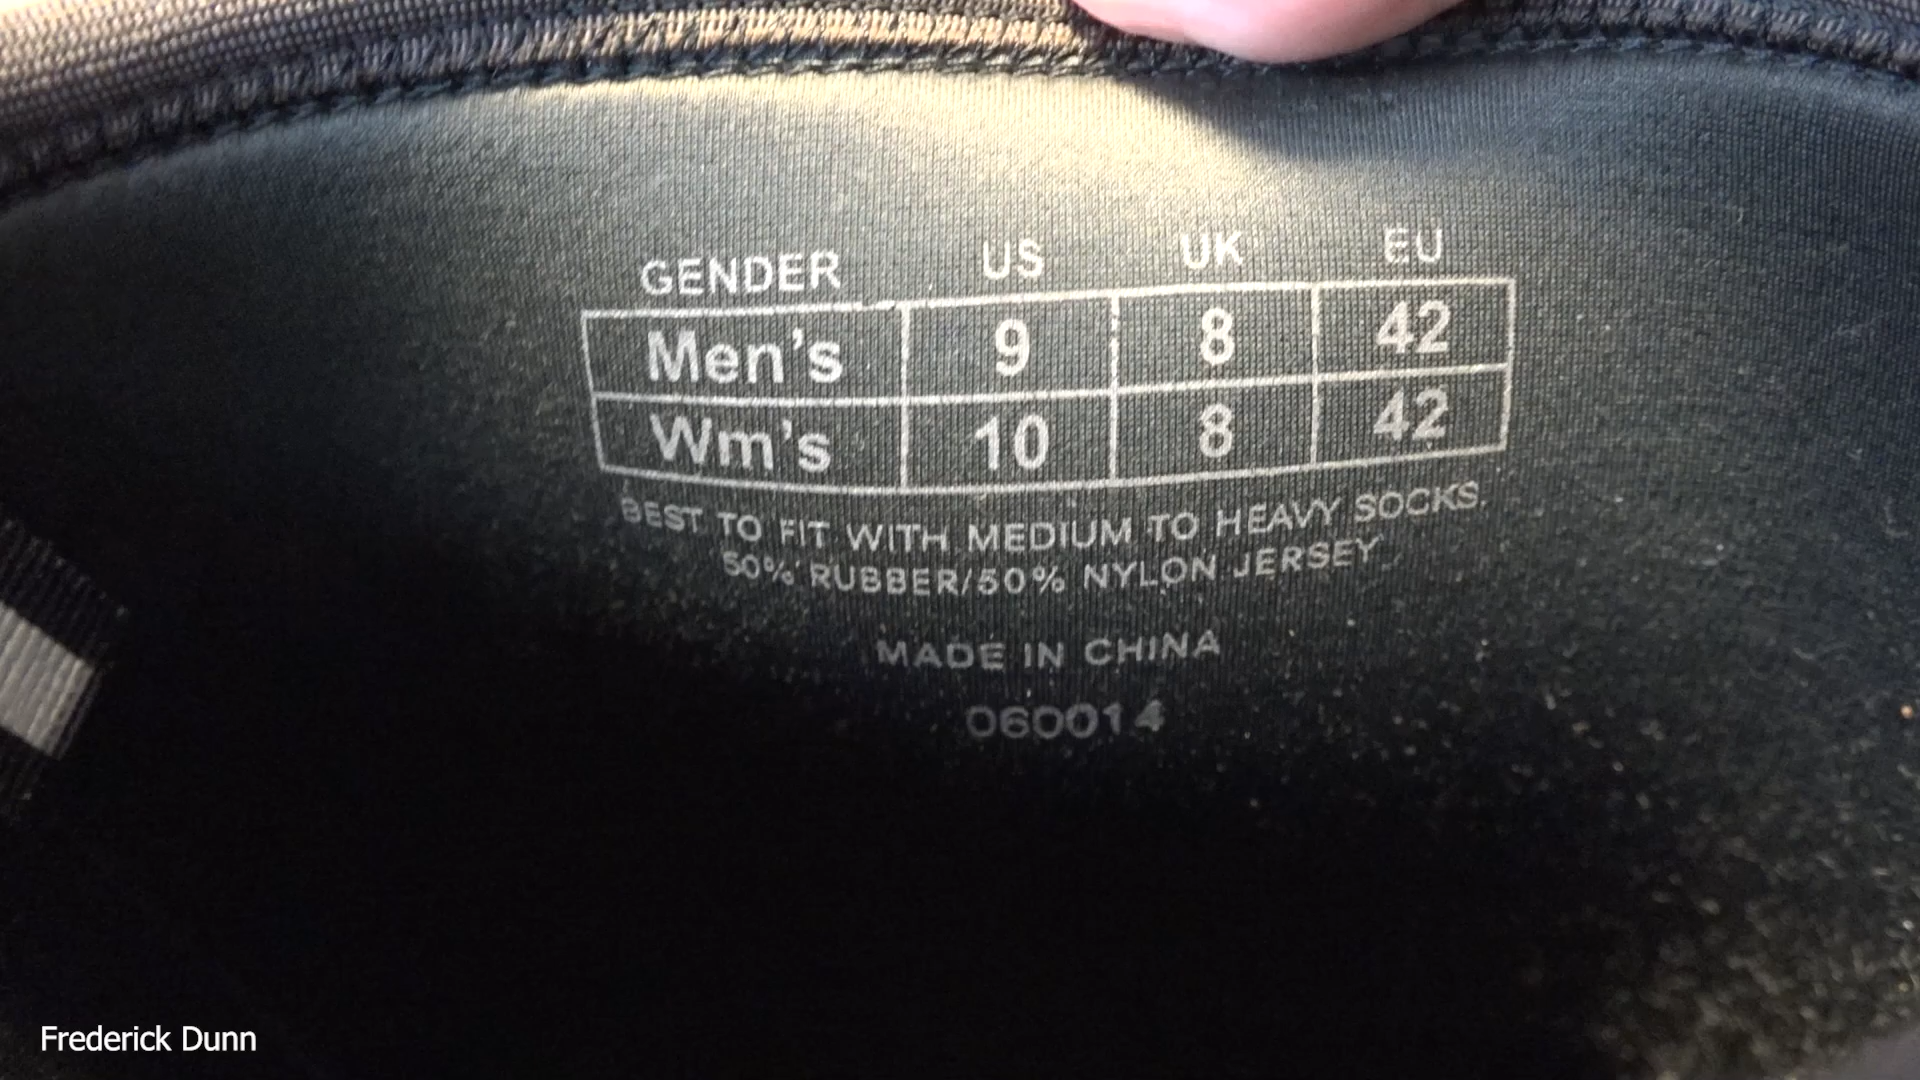 GENDER US UK EU
Men's 9 8 42
Wm's 10 8 42
BEST TO FIT WITH MEDIUM TO HEAVY SOCKS.
50% RUBBER/50% NYLON JERSEY
MADE IN CHINA
060014
Frederick Dunn